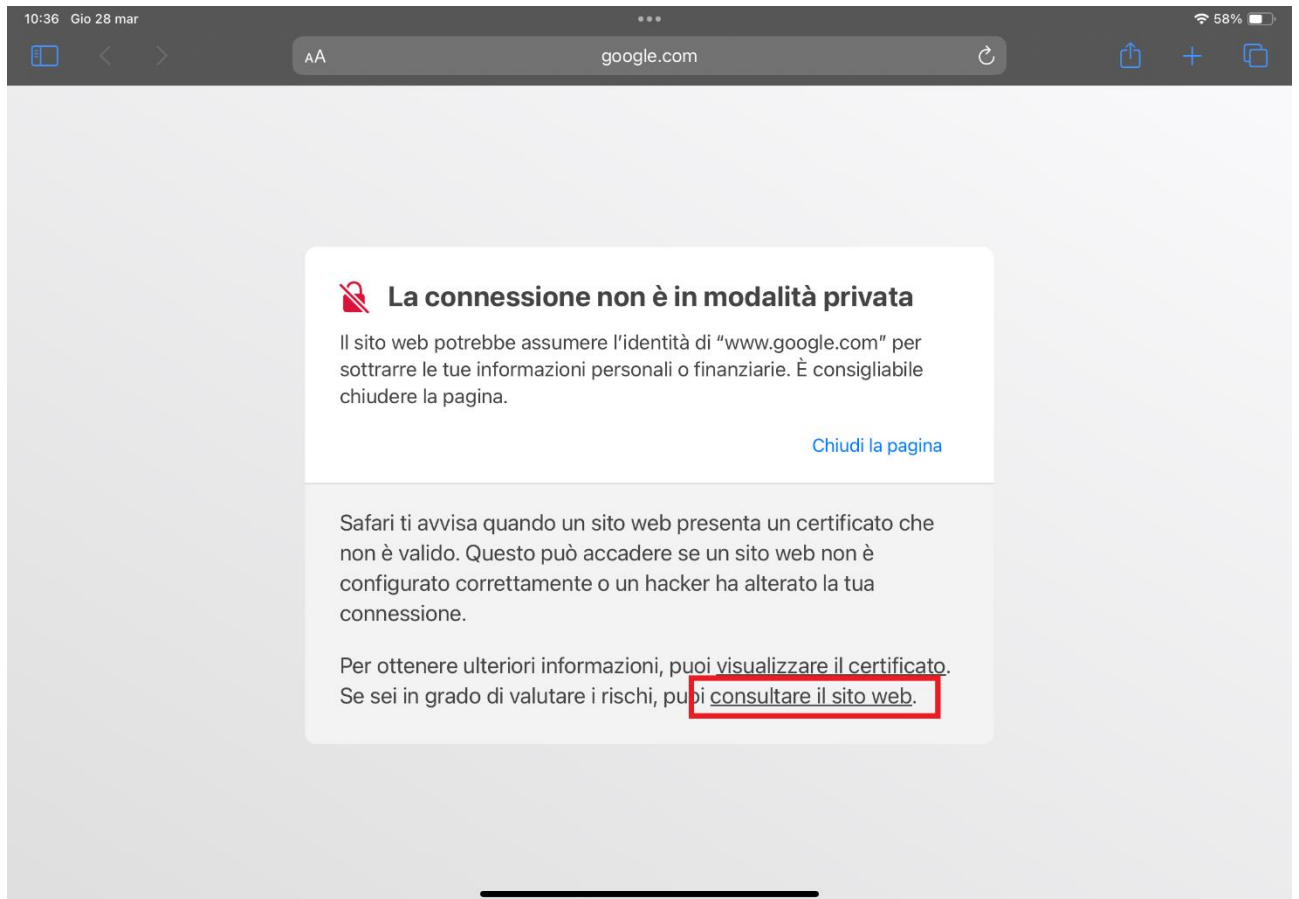 10:36 Gio 28 mar
58%
AA
google.com
La connessione non è in modalità privata
Il sito web potrebbe assumere l'identità di “www.google.com” per
sottrarre le tue informazioni personali o finanziarie. È consigliabile
chiudere la pagina.
Chiudi la pagina
Safari ti avvisa quando un sito web presenta un certificato che
non è valido. Questo può accadere se un sito web non è
configurato correttamente o un hacker ha alterato la tua
connessione.
Per ottenere ulteriori informazioni, puoi visualizzare il certificato.
Se sei in grado di valutare i rischi, puoi consultare il sito web.